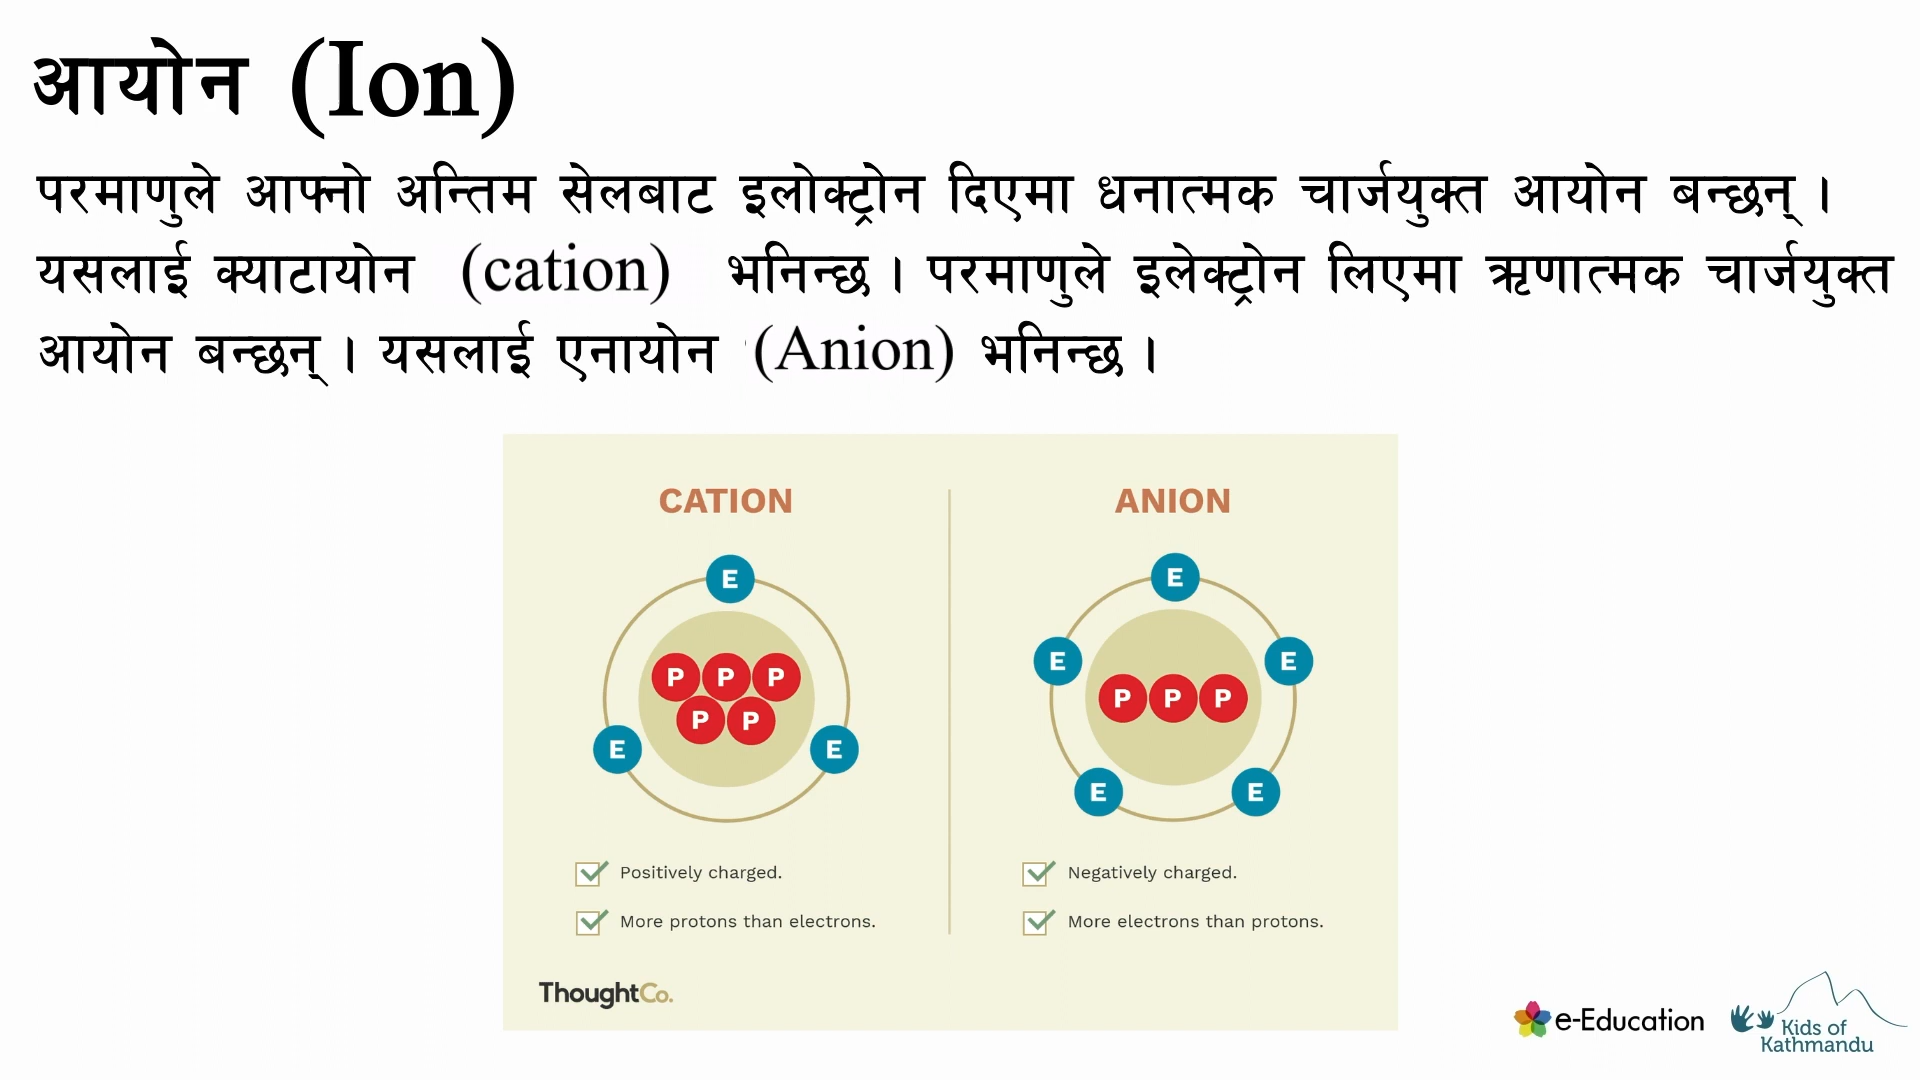 आयोन (Ion)
परमाणुले आफ्नो अन्तिम सेलबाट इलोक्ट्रोन दिएमा धनात्मक चार्जयुक्त आयोन बन्छन् ।
यसलाई क्याटायोन (cation) भनिन्छ । परमाणुले इलेक्ट्रोन लिएमा ऋणात्मक चार्जयुक्त
आयोन बन्छन् । यसलाई एनायोन (Anion) भनिन्छ ।
CATION
E
P P P
P P
E E
Positively charged.
More protons than electrons.
ANION
E
E E
P P P
E E
Negatively charged.
More electrons than protons.
ThoughtCo.
e-Education
Kids of
Kathmandu